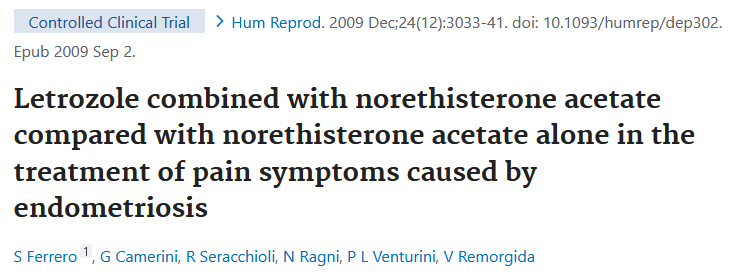 Controlled Clinical Trial > Hum Reprod. 2009 Dec;24(12):3033-41. doi: 10.1093/humrep/dep302.
Epub 2009 Sep 2.
Letrozole combined with norethisterone acetate
compared with norethisterone acetate alone in the
treatment of pain symptoms caused by
endometriosis
S Ferrero 1, G Camerini, R Seracchioli, N Ragni, P L Venturini, V Remorgida